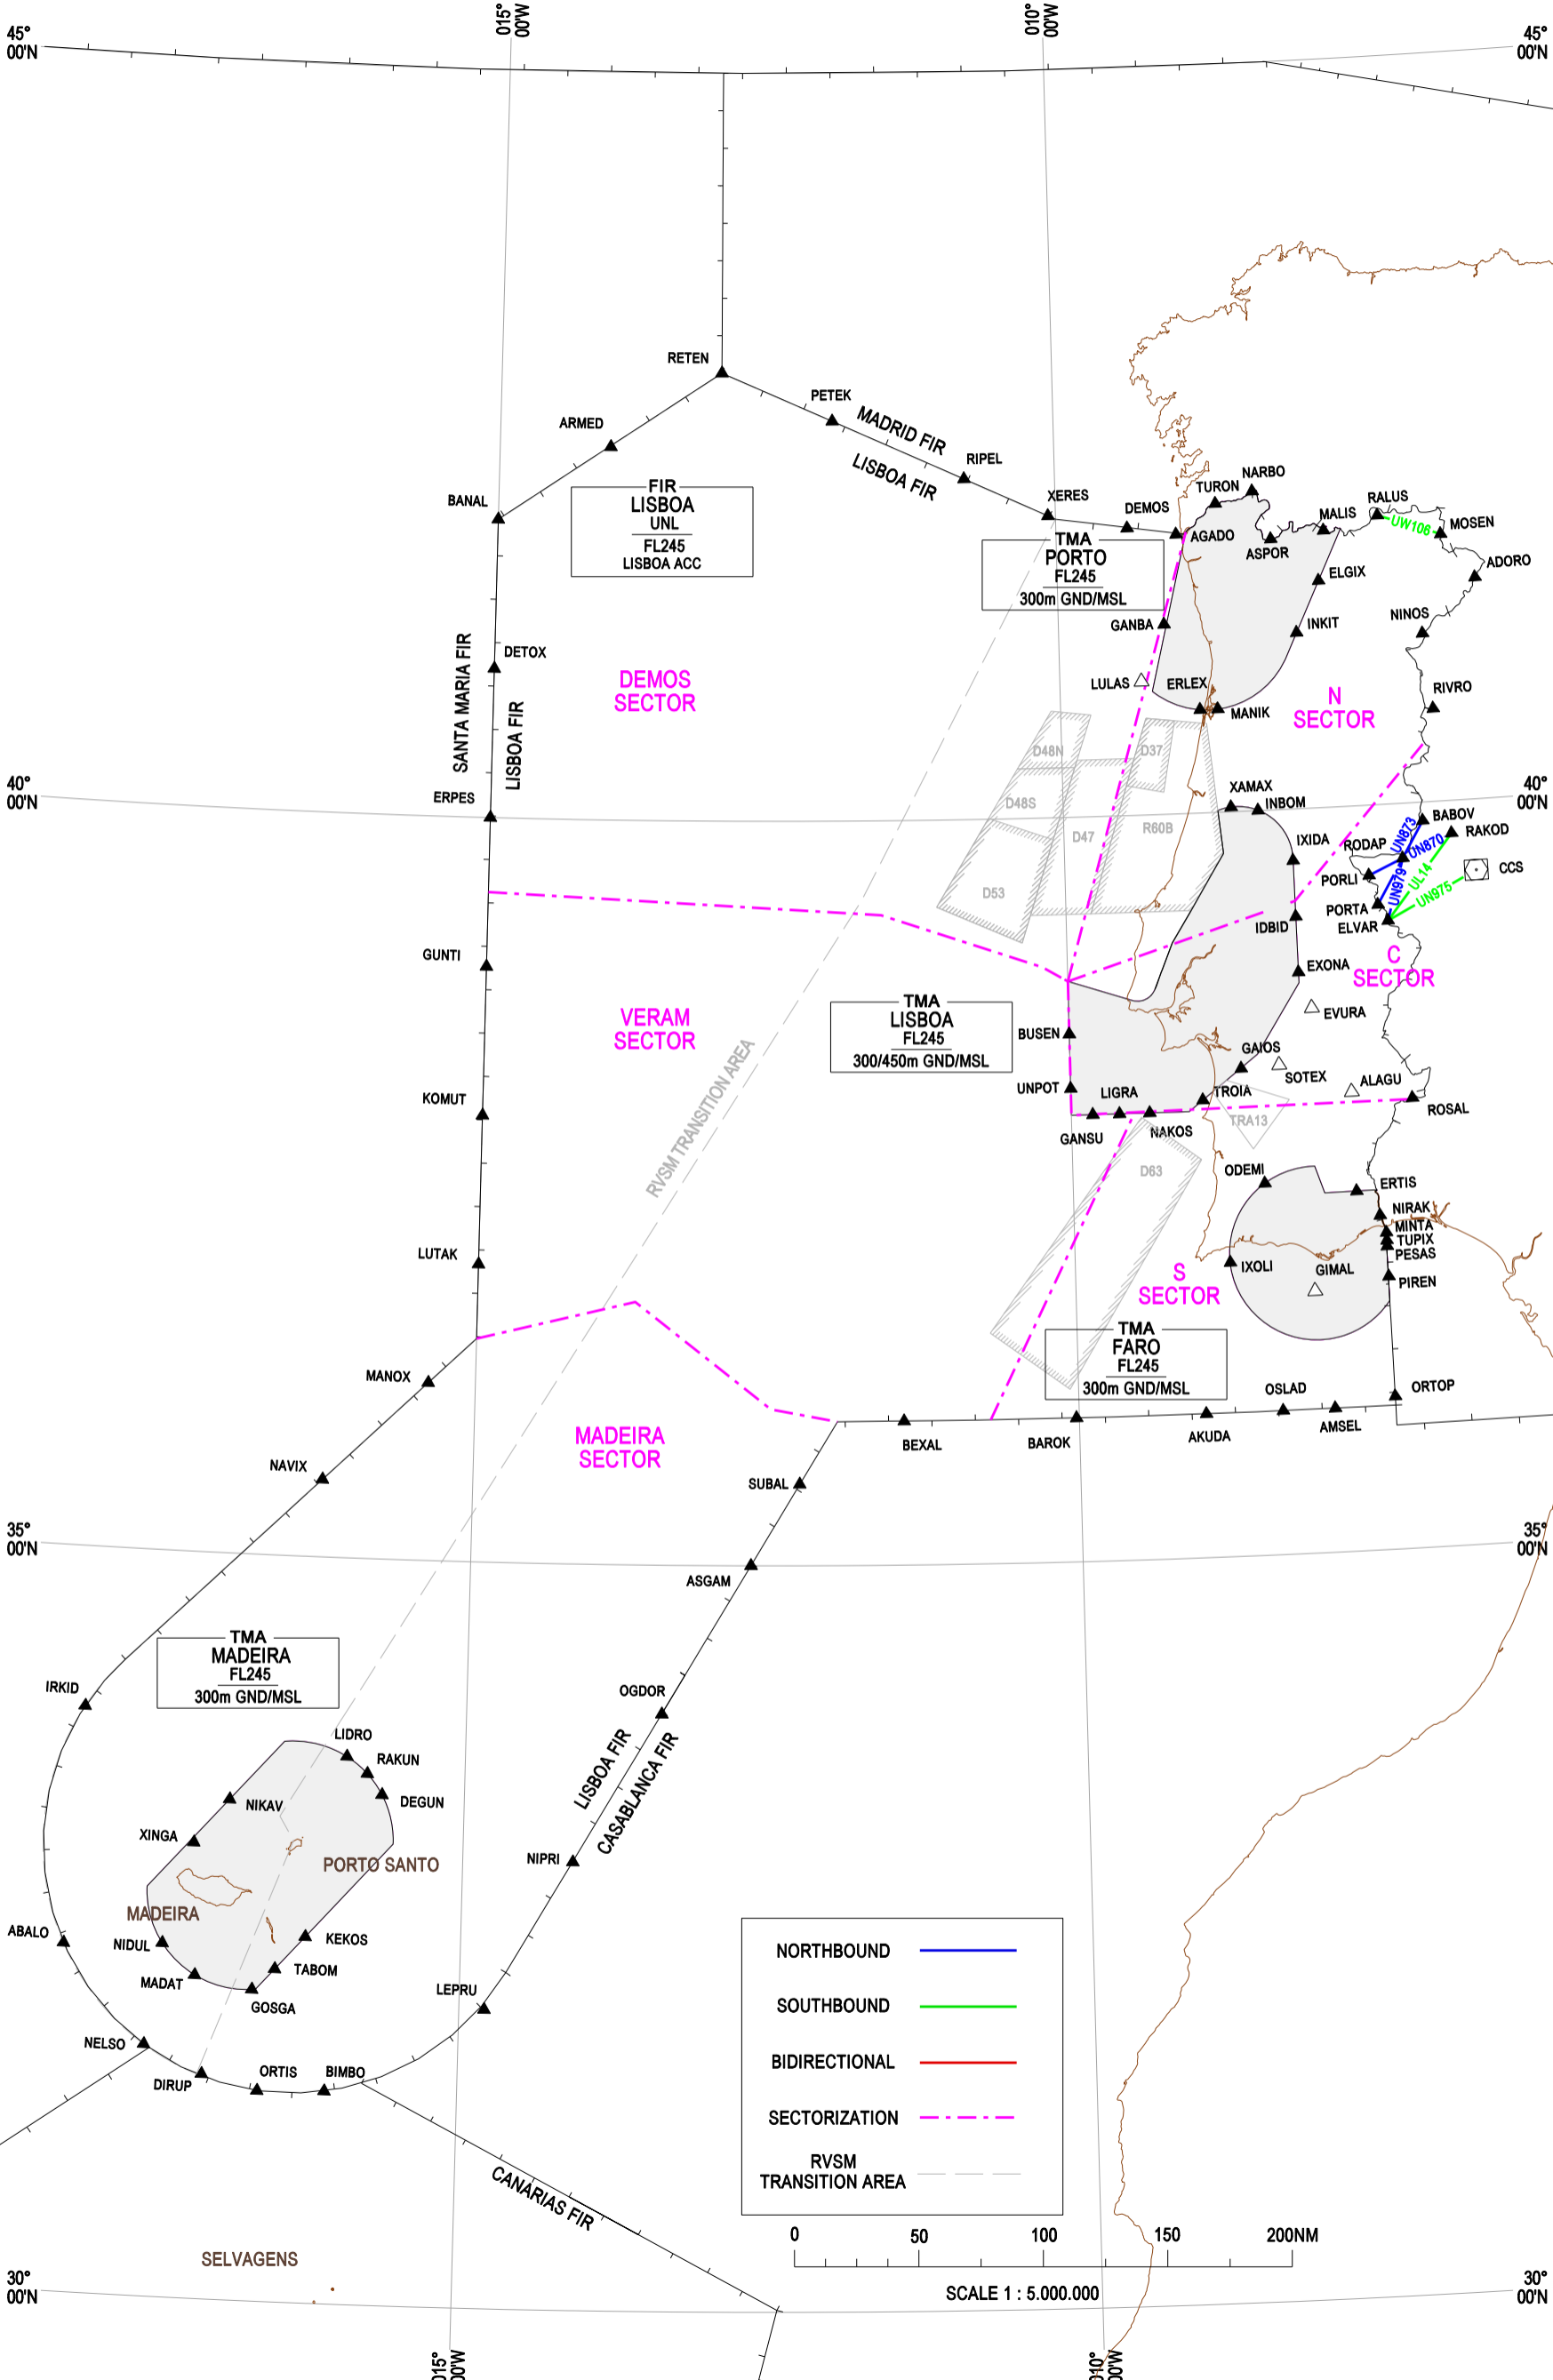 015°
00'W
010°
00'W
45°
00'N
45°
00'N
RETEN
PETEK
MADRID FIR
LISBOA FIR
ARMED
RIPEL
BANAL
FIR
LISBOA
UNL
FL245
LISBOA ACC
XERES
DEMOS
AGADO
TURON
NARBO
ASPOR
MALIS
RALUS
UW106
MOSEN
ADORO
TMA
PORTO
FL245
300m GND/MSL
ELGIX
GANBA
INKIT
NINOS
SANTA MARIA FIR
LISBOA FIR
DETOX
DEMOS
SECTOR
LULAS
ERLEX
MANIK
N
SECTOR
RIVRO
D48N
D37
D48S
D47
R60B
D53
40°
00'N
40°
00'N
ERPES
XAMAX
INBOM
IXIDA
BABOV
RAKOD
RODAP
UN873
UN870
PORLI
UN979
UL14
UN975
CCS
PORTA
ELVAR
IDBID
EXONA
C
SECTOR
GUNTI
VERAM
SECTOR
RVSM TRANSITION AREA
TMA
LISBOA
FL245
300/450m GND/MSL
BUSEN
EVURA
GAIOS
SOTEX
ALAGU
UNPOT
LIGRA
TROIA
ROSAL
KOMUT
GANSU
NAKOS
TRA13
D63
ODEMI
ERTIS
NIRAK
MINTA
TUPIX
PESAS
PIREN
LUTAK
IXOLI
GIMAL
S
SECTOR
TMA
FARO
FL245
300m GND/MSL
MANOX
OSLAD
ORTOP
AMSEL
AKUDA
BAROK
BEXAL
MADEIRA
SECTOR
NAVIX
SUBAL
35°
00'N
35°
00'N
ASGAM
TMA
MADEIRA
FL245
300m GND/MSL
IRKID
OGDOR
LISBOA FIR
CASABLANCA FIR
LIDRO
RAKUN
DEGUN
NIKAV
XINGA
PORTO SANTO
NIPRI
MADEIRA
ABALO
NIDUL
KEKOS
MADAT
TABOM
GOSGA
LEPRU
NELSO
DIRUP
ORTIS
BIMBO
CANARIAS FIR
NORTHBOUND
SOUTHBOUND
BIDIRECTIONAL
SECTORIZATION
RVSM
TRANSITION AREA
SELVAGENS
0 50 100 150 200NM
SCALE 1 : 5.000.000
30°
00'N
30°
00'N
015°
00'W
010°
00'W